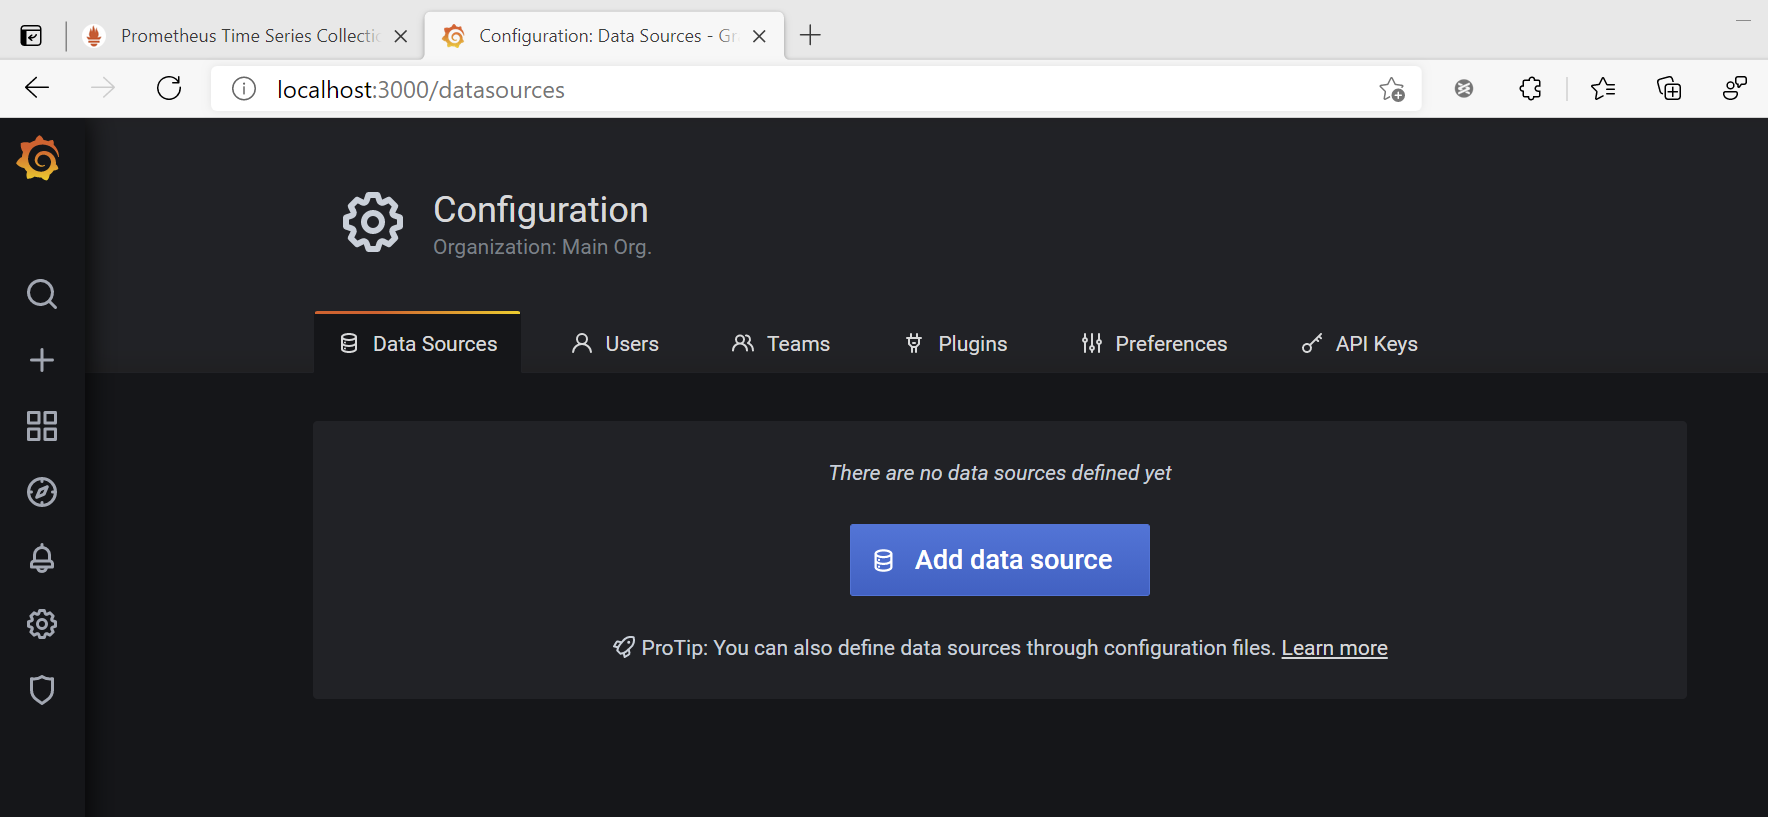 Prometheus Time Series Collectic
Configuration: Data Sources - Gr
localhost:3000/datasources
Configuration
Organization: Main Org.
Data Sources
Users
Teams
Plugins
Preferences
API Keys
There are no data sources defined yet
Add data source
ProTip: You can also define data sources through configuration files. Learn more